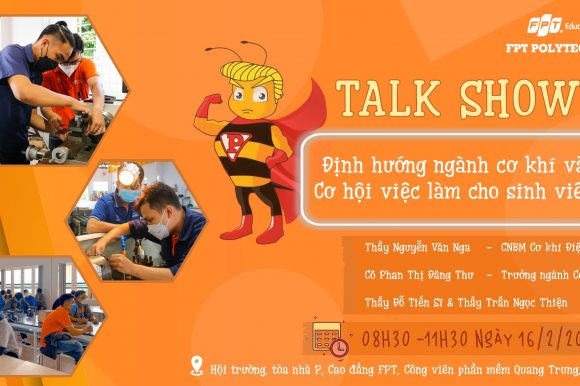 FPT Educ
FPT POLYTEC
TALK SHOW
Định hướng ngành cơ khí và
Cơ hội việc làm cho sinh viê
Thầy Nguyễn Văn Nga - CNBM Cơ khí Điệ
Cô Phan Thị Đăng Thư - Trưởng ngành C
Thầy Đỗ Tiến Sĩ & Thầy Trần Ngọc Thiện
08H30 -11H30 NGÀY 16/2/20
Hội trường, tòa nhà P, Cao đẳng FPT, Công viên phần mềm Quang Trung,
P